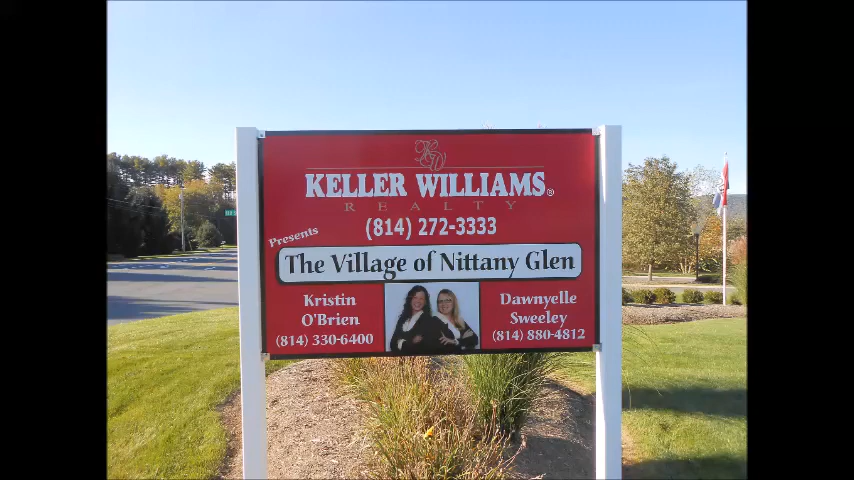 KW
KELLER WILLIAMS®
REALTY
(814) 272-3333
Presents
The Village of Nittany Glen
Kristin
O'Brien
(814) 330-6400
Dawnyelle
Sweeley
(814) 880-4812